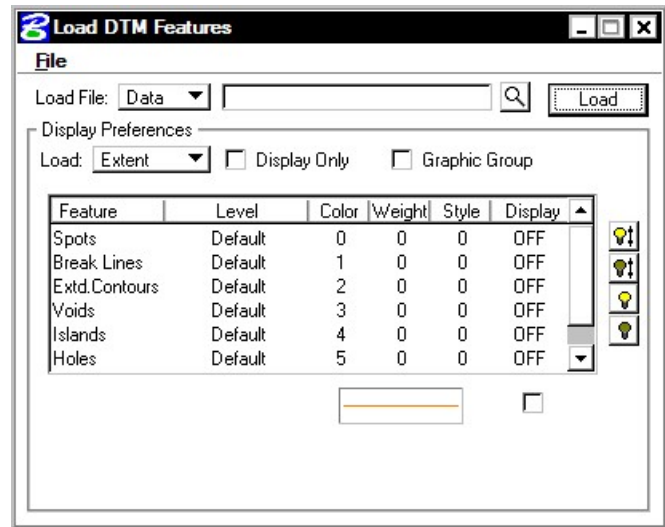 Load DTM Features
File
Load File: Data Load
Display Preferences
Load: Extent Display Only Graphic Group
Feature Level Color Weight Style Display
Spots Default 0 0 0 OFF
Break Lines Default 1 0 0 OFF
Extd.Contours Default 2 0 0 OFF
Voids Default 3 0 0 OFF
Islands Default 4 0 0 OFF
Holes Default 5 0 0 OFF